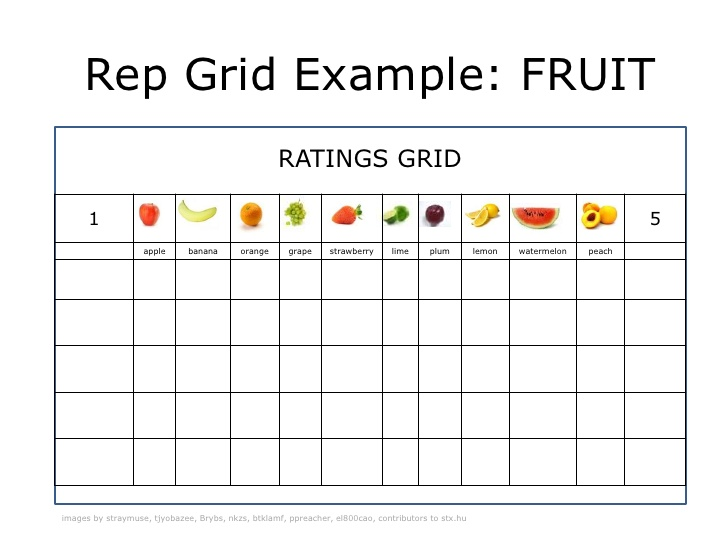 Rep Grid Example: FRUIT
RATINGS GRID
1 5
apple banana orange grape strawberry lime plum lemon watermelon peach
images by straymuse, tjyobazee, Brybs, nkzs, btklamf, ppreacher, el800cao, contributors to stx.hu